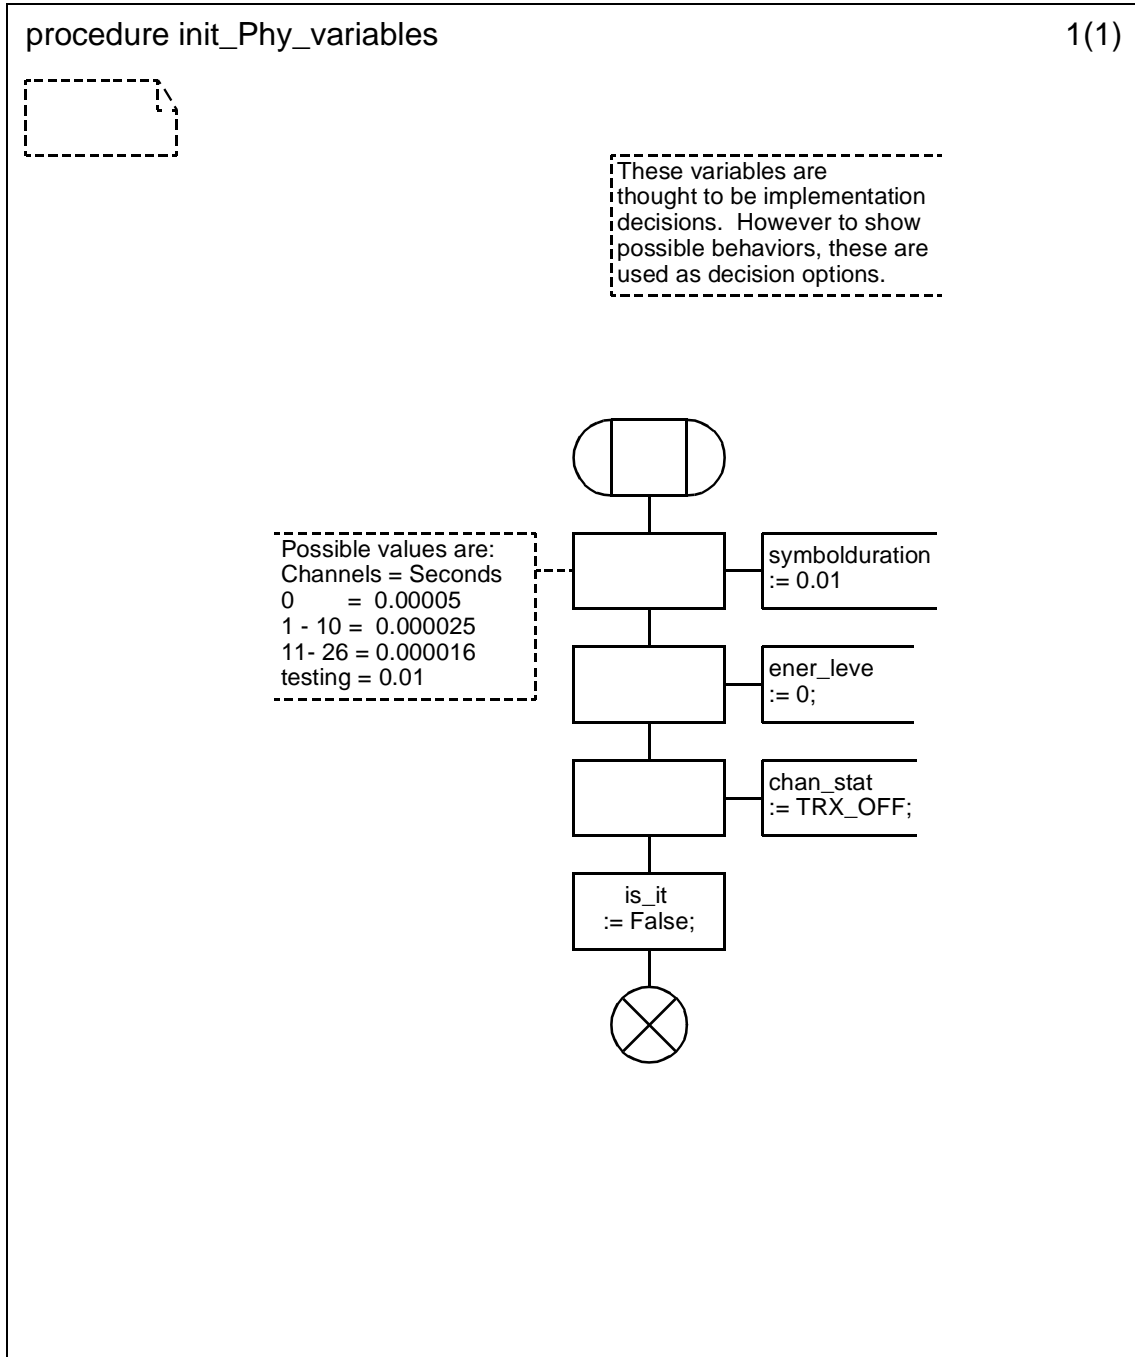 procedure init_Phy_variables
1(1)
These variables are
thought to be implementation
decisions.  However to show
possible behaviors, these are
used as decision options.
Possible values are:
Channels = Seconds
0        =  0.00005
1 - 10 =  0.000025
11- 26 = 0.000016
testing = 0.01
symbolduration
:= 0.01
ener_leve
:= 0;
chan_stat
:= TRX_OFF;
is_it
:= False;